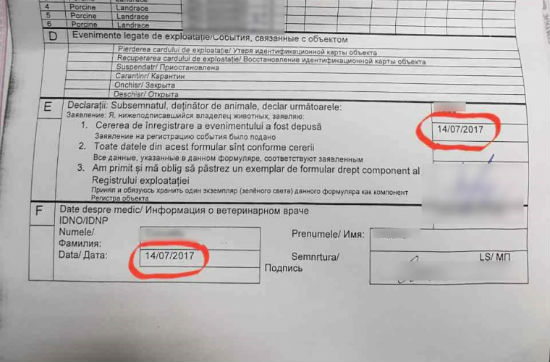 4 Porcine Landrace
5 Porcine Landrace
6 Porcine Landrace
D Evenimente legate de exploatație/События, связанные с объектом
Pierderea cardului de exploatație/ Утеря идентификационной карты объекта
Recuperarea cardului de exploatație/ Восстановление идентификационной карты объекта
Suspendat/ Приостановлена
Carantin/ Карантин
Onchis/ Закрыта
Deschis/ Открыта
E Declarații: Subsemnatul, deținător de animale, declar următoarele:
Заявление: Я, нижеподписавшийся владелец животных, заявляю:
1. Cererea de înregistrare a evenimentului a fost depusă 14/07/2017
Заявление на регистрацию события было подано
2. Toate datele din acest formular sînt conforme cererii
Все данные, указанные в данном формуляре, соответствуют заявленным
3. Am primit și mă oblig să păstrez un exemplar de formular drept component al
Registrului exploatației
Принял и обязуюсь хранить один экземпляр (зелёного света) данного формуляра как компонент
Регистра объекта
F Date despre medic/ Информация о ветеринарном враче
IDNO/IDNP
Numele/ Prenumele/ Имя:
Фамилия:
Data/ Дата: 14/07/2017 Semnrtura/ LS/ МП
Подпись